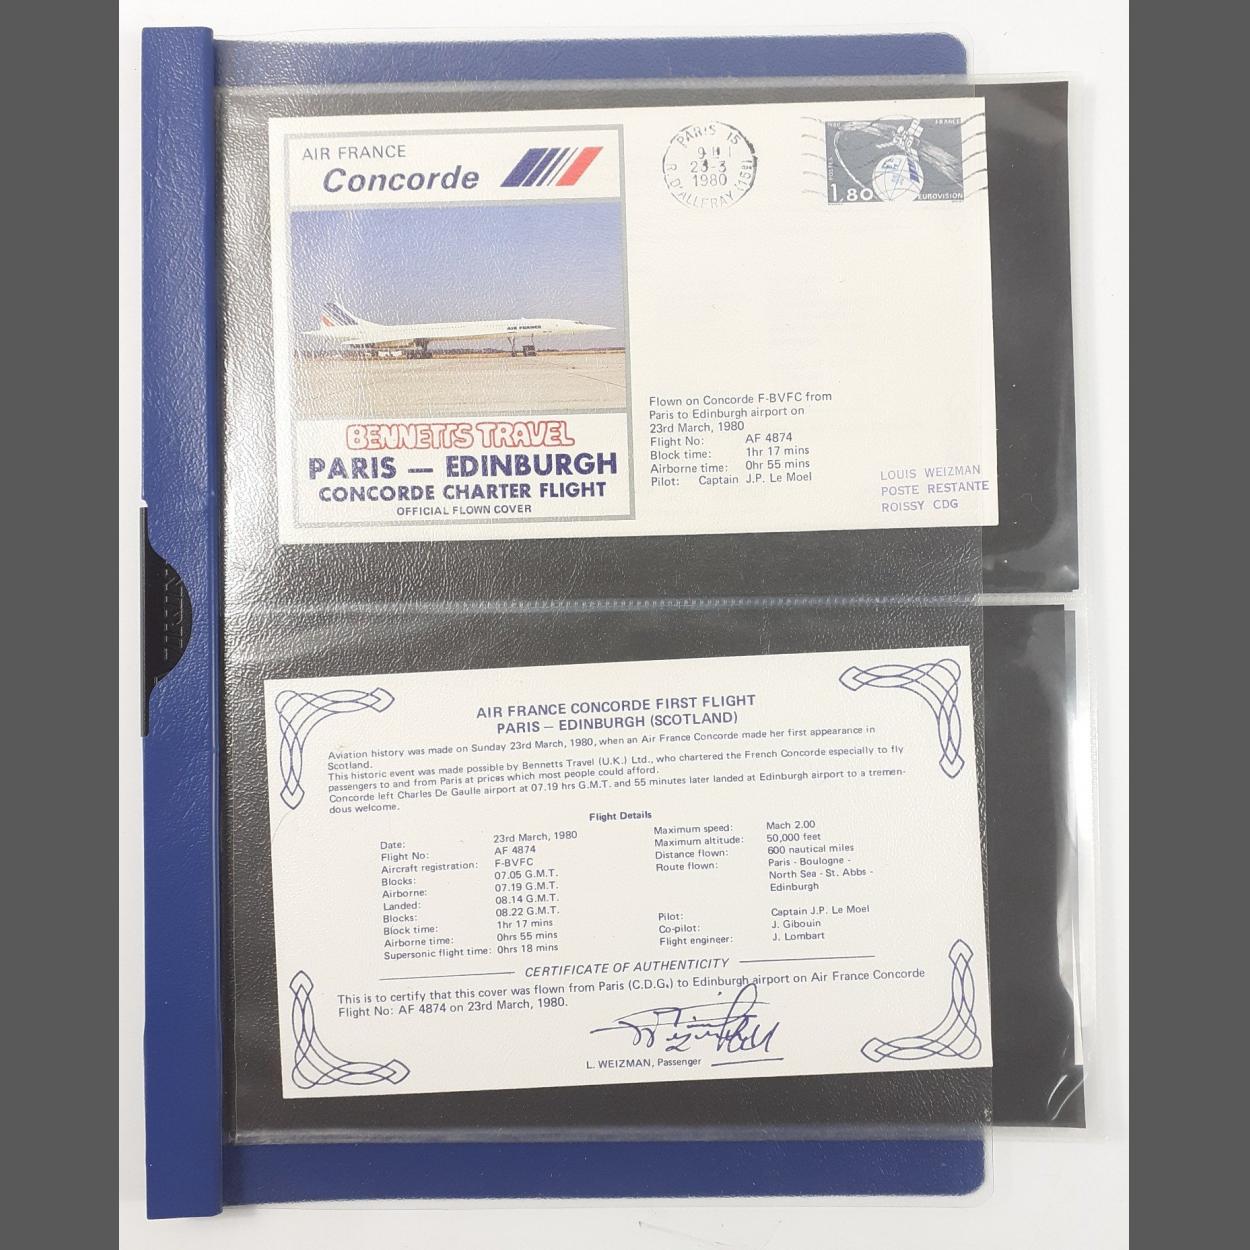 AIR FRANCE
Concorde
BENNETTS TRAVEL
PARIS — EDINBURGH
CONCORDE CHARTER FLIGHT
OFFICIAL FLOWN COVER
PARIS 15
9 H
23-3
1980
R. D'ALLERAY (15E)
1980 FRANCE
POSTES
1,80
EUROVISION
Flown on Concorde F-BVFC from
Paris to Edinburgh airport on
23rd March, 1980
Flight No: AF 4874
Block time: 1hr 17 mins
Airborne time: 0hr 55 mins
Pilot: Captain J.P. Le Moel
LOUIS WEIZMAN
POSTE RESTANTE
ROISSY CDG
AIR FRANCE CONCORDE FIRST FLIGHT
PARIS – EDINBURGH (SCOTLAND)
Aviation history was made on Sunday 23rd March, 1980, when an Air France Concorde made her first appearance in
Scotland.
This historic event was made possible by Bennetts Travel (U.K.) Ltd., who chartered the French Concorde especially to fly
passengers to and from Paris at prices which most people could afford.
Concorde left Charles De Gaulle airport at 07.19 hrs G.M.T. and 55 minutes later landed at Edinburgh airport to a tremen-
dous welcome.
Flight Details
Date: 23rd March, 1980
Flight No: AF 4874
Aircraft registration: F-BVFC
Blocks: 07.05 G.M.T.
Airborne: 07.19 G.M.T.
Landed: 08.14 G.M.T.
Blocks: 08.22 G.M.T.
Block time: 1hr 17 mins
Airborne time: 0hrs 55 mins
Supersonic flight time: 0hrs 18 mins
Maximum speed: Mach 2.00
Maximum altitude: 50,000 feet
Distance flown: 600 nautical miles
Route flown: Paris - Boulogne -
North Sea - St. Abbs -
Edinburgh
Pilot: Captain J.P. Le Moel
Co-pilot: J. Gibouin
Flight engineer: J. Lombart
CERTIFICATE OF AUTHENTICITY
This is to certify that this cover was flown from Paris (C.D.G.) to Edinburgh airport on Air France Concorde
Flight No: AF 4874 on 23rd March, 1980.
L. WEIZMAN, Passenger